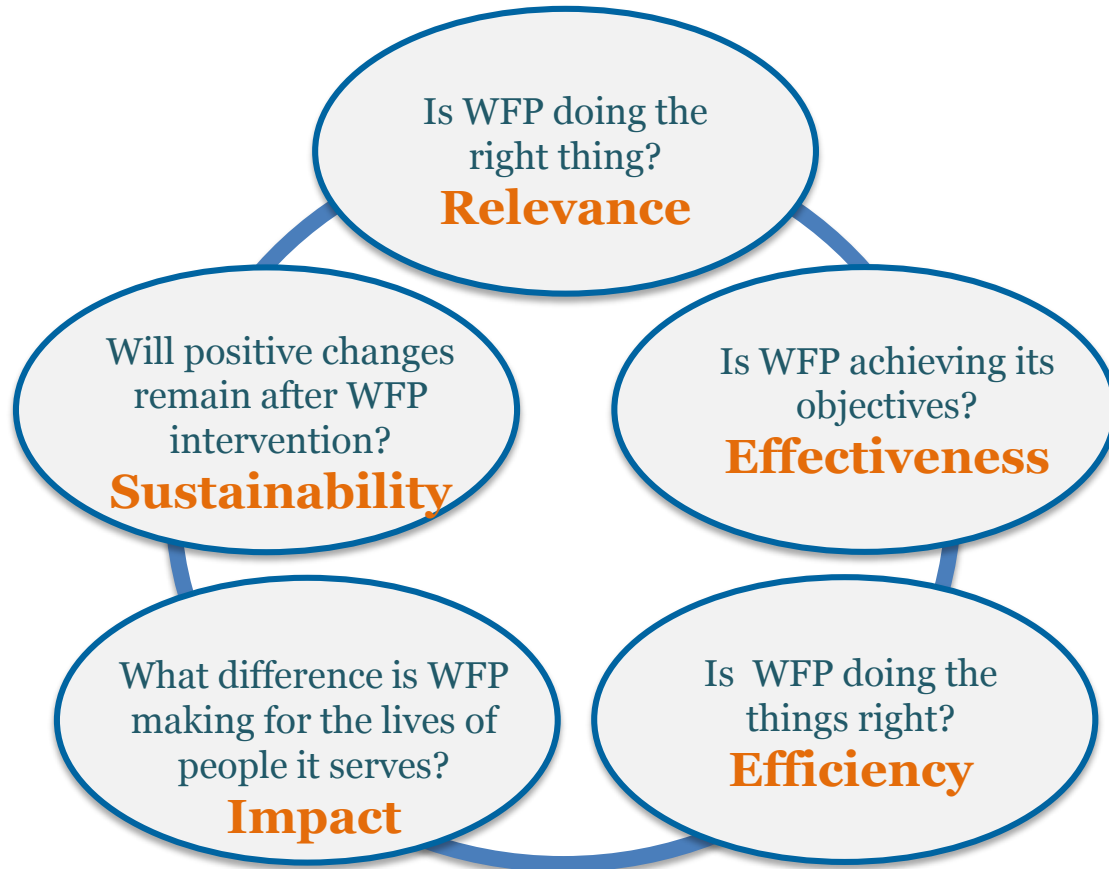 Is WFP doing the
right thing?
Relevance
Is WFP achieving its
objectives?
Effectiveness
Is  WFP doing the
things right?
Efficiency
What difference is WFP
making for the lives of
people it serves?
Impact
Will positive changes
remain after WFP
intervention?
Sustainability